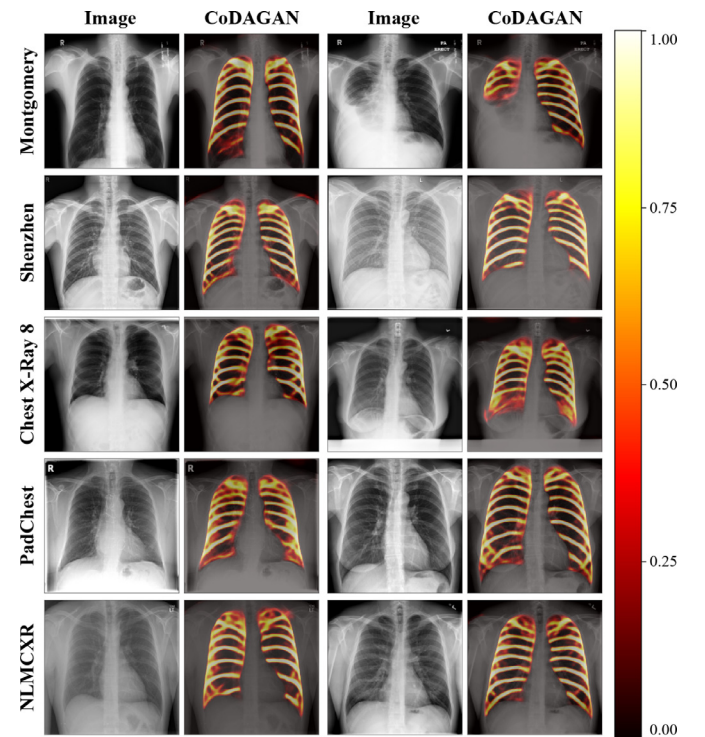 Image CoDAGAN Image CoDAGAN
Montgomery
R
R
1.00
Shenzhen
R
L
0.75
Chest X-Ray 8
0.50
PadChest
R
R
0.25
NLMCXR
0.00